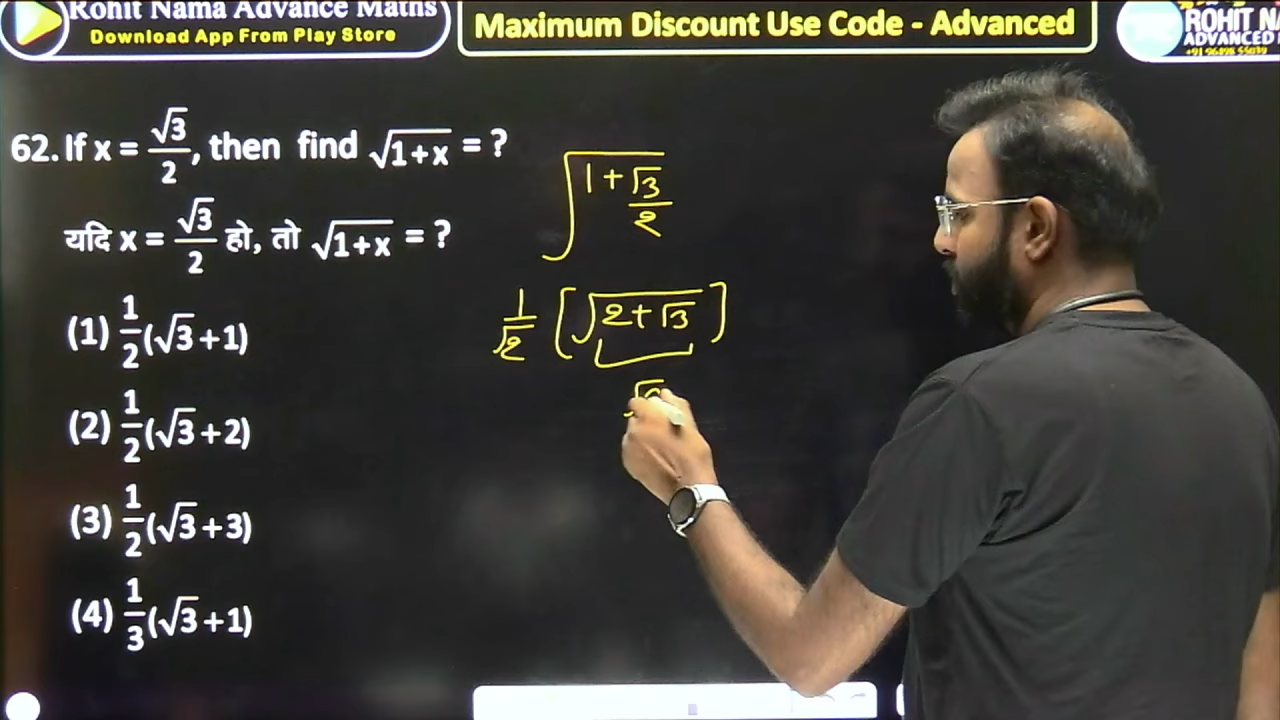 Rohit Nama Advance Maths
Download App From Play Store
Maximum Discount Use Code - Advanced
ROHIT NA
ADVANCED
62. If x = √3/2, then find √(1+x) = ?
यदि x = √3/2 हो, तो √(1+x) = ?
(1) 1/2(√3+1)
(2) 1/2(√3+2)
(3) 1/2(√3+3)
(4) 1/3(√3+1)
√(1+√3/2)
1/√2 [√(2+√3)]